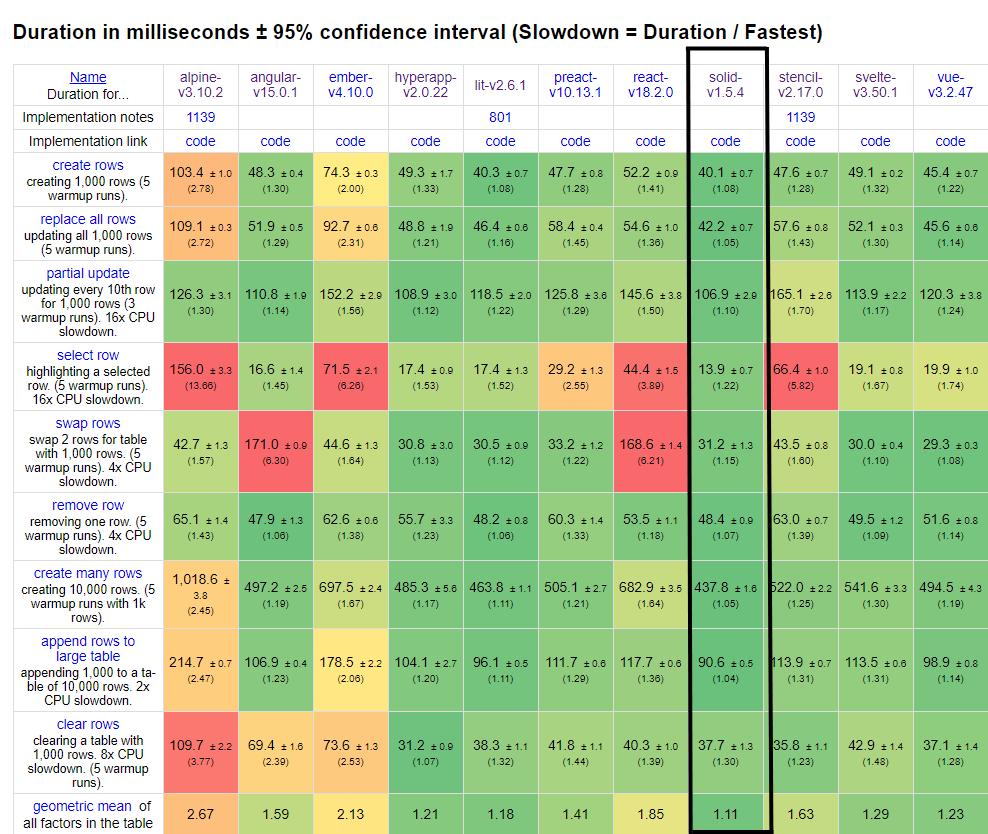 Duration in milliseconds ± 95% confidence interval (Slowdown = Duration / Fastest)
Name
Duration for...
alpine-
v3.10.2
angular-
v15.0.1
ember-
v4.10.0
hyperapp-
v2.0.22
lit-v2.6.1
preact-
v10.13.1
react-
v18.2.0
solid-
v1.5.4
stencil-
v2.17.0
svelte-
v3.50.1
vue-
v3.2.47
Implementation notes 1139 801 1139
Implementation link code code code code code code code code code code code
create rows
creating 1,000 rows (5
warmup runs).
103.4 ± 1.0 48.3 ± 0.4 74.3 ± 0.3 49.3 ± 1.7 40.3 ± 0.7 47.7 ± 0.8 52.2 ± 0.9 40.1 ± 0.7 47.6 ± 0.7 49.1 ± 0.2 45.4 ± 0.7
(2.78) (1.30) (2.00) (1.33) (1.08) (1.28) (1.41) (1.08) (1.28) (1.32) (1.22)
replace all rows
updating all 1,000 rows
(5 warmup runs).
109.1 ± 0.3 51.9 ± 0.5 92.7 ± 0.6 48.8 ± 1.9 46.4 ± 0.6 58.4 ± 0.4 54.6 ± 1.0 42.2 ± 0.7 57.6 ± 0.8 52.1 ± 0.3 45.6 ± 0.6
(2.72) (1.29) (2.31) (1.21) (1.16) (1.45) (1.36) (1.05) (1.43) (1.30) (1.14)
partial update
updating every 10th row
for 1,000 rows (3
warmup runs). 16x CPU
slowdown.
126.3 ± 3.1 110.8 ± 1.9 152.2 ± 2.9 108.9 ± 3.0 118.5 ± 2.0 125.8 ± 3.6 145.6 ± 3.8 106.9 ± 2.9 165.1 ± 2.6 113.9 ± 2.2 120.3 ± 3.8
(1.30) (1.14) (1.56) (1.12) (1.22) (1.29) (1.50) (1.10) (1.70) (1.17) (1.24)
select row
highlighting a selected
row. (5 warmup runs).
16x CPU slowdown.
156.0 ± 3.3 16.6 ± 1.4 71.5 ± 2.1 17.4 ± 0.9 17.4 ± 1.3 29.2 ± 1.3 44.4 ± 1.5 13.9 ± 0.7 66.4 ± 1.0 19.1 ± 0.8 19.9 ± 1.0
(13.66) (1.45) (6.26) (1.53) (1.52) (2.55) (3.89) (1.22) (5.82) (1.67) (1.74)
swap rows
swap 2 rows for table
with 1,000 rows. (5
warmup runs). 4x CPU
slowdown.
42.7 ± 1.3 171.0 ± 0.9 44.6 ± 1.3 30.8 ± 3.0 30.5 ± 0.9 33.2 ± 1.2 168.6 ± 1.4 31.2 ± 1.3 43.5 ± 0.8 30.0 ± 0.4 29.3 ± 0.3
(1.57) (6.30) (1.64) (1.13) (1.12) (1.22) (6.21) (1.15) (1.60) (1.10) (1.08)
remove row
removing one row. (5
warmup runs). 4x CPU
slowdown.
65.1 ± 1.4 47.9 ± 1.3 62.6 ± 0.6 55.7 ± 3.3 48.2 ± 0.8 60.3 ± 1.4 53.5 ± 1.1 48.4 ± 0.9 63.0 ± 0.7 49.5 ± 1.2 51.6 ± 0.8
(1.43) (1.06) (1.38) (1.23) (1.06) (1.33) (1.18) (1.07) (1.39) (1.09) (1.14)
create many rows
creating 10,000 rows. (5
warmup runs with 1k
rows).
1,018.6 ±
3.8
(2.45)
497.2 ± 2.5 697.5 ± 2.4 485.3 ± 5.6 463.8 ± 1.1 505.1 ± 2.7 682.9 ± 3.5 437.8 ± 1.6 522.0 ± 2.2 541.6 ± 3.3 494.5 ± 4.3
(1.19) (1.67) (1.17) (1.11) (1.21) (1.64) (1.05) (1.25) (1.30) (1.19)
append rows to
large table
appending 1,000 to a ta-
ble of 10,000 rows. 2x
CPU slowdown.
214.7 ± 0.7 106.9 ± 0.4 178.5 ± 2.2 104.1 ± 2.7 96.1 ± 0.5 111.7 ± 0.6 117.7 ± 0.6 90.6 ± 0.5 113.9 ± 0.7 113.5 ± 0.6 98.9 ± 0.8
(2.47) (1.23) (2.06) (1.20) (1.11) (1.29) (1.36) (1.04) (1.31) (1.31) (1.14)
clear rows
clearing a table with
1,000 rows. 8x CPU
slowdown. (5 warmup
runs).
109.7 ± 2.2 69.4 ± 1.6 73.6 ± 1.3 31.2 ± 0.9 38.3 ± 1.1 41.8 ± 1.1 40.3 ± 1.0 37.7 ± 1.3 35.8 ± 1.1 42.9 ± 1.4 37.1 ± 1.4
(3.77) (2.39) (2.53) (1.07) (1.32) (1.44) (1.39) (1.30) (1.23) (1.48) (1.28)
geometric mean of
all factors in the table
2.67 1.59 2.13 1.21 1.18 1.41 1.85 1.11 1.63 1.29 1.23